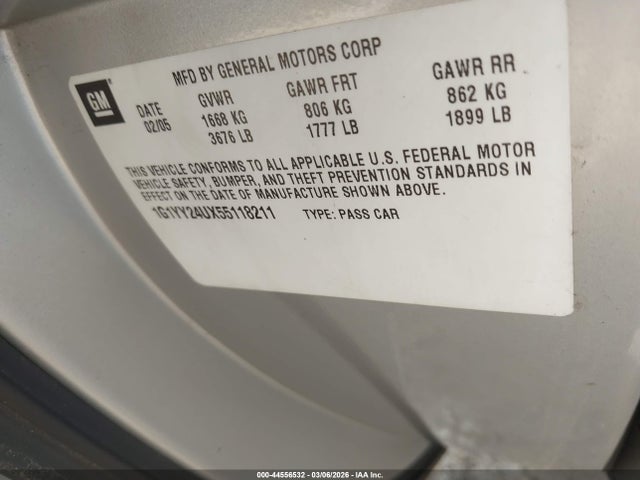 MFD BY GENERAL MOTORS CORP
GM
DATE GVWR GAWR FRT GAWR RR
02/05 1668 KG 806 KG 862 KG
3676 LB 1777 LB 1899 LB
THIS VEHICLE CONFORMS TO ALL APPLICABLE U.S. FEDERAL MOTOR
VEHICLE SAFETY, BUMPER, AND THEFT PREVENTION STANDARDS IN
EFFECT ON THE DATE OF MANUFACTURE SHOWN ABOVE.
1G1YY24UX55118211 TYPE: PASS CAR
000-44556532 - 03/06/2026 - IAA Inc.